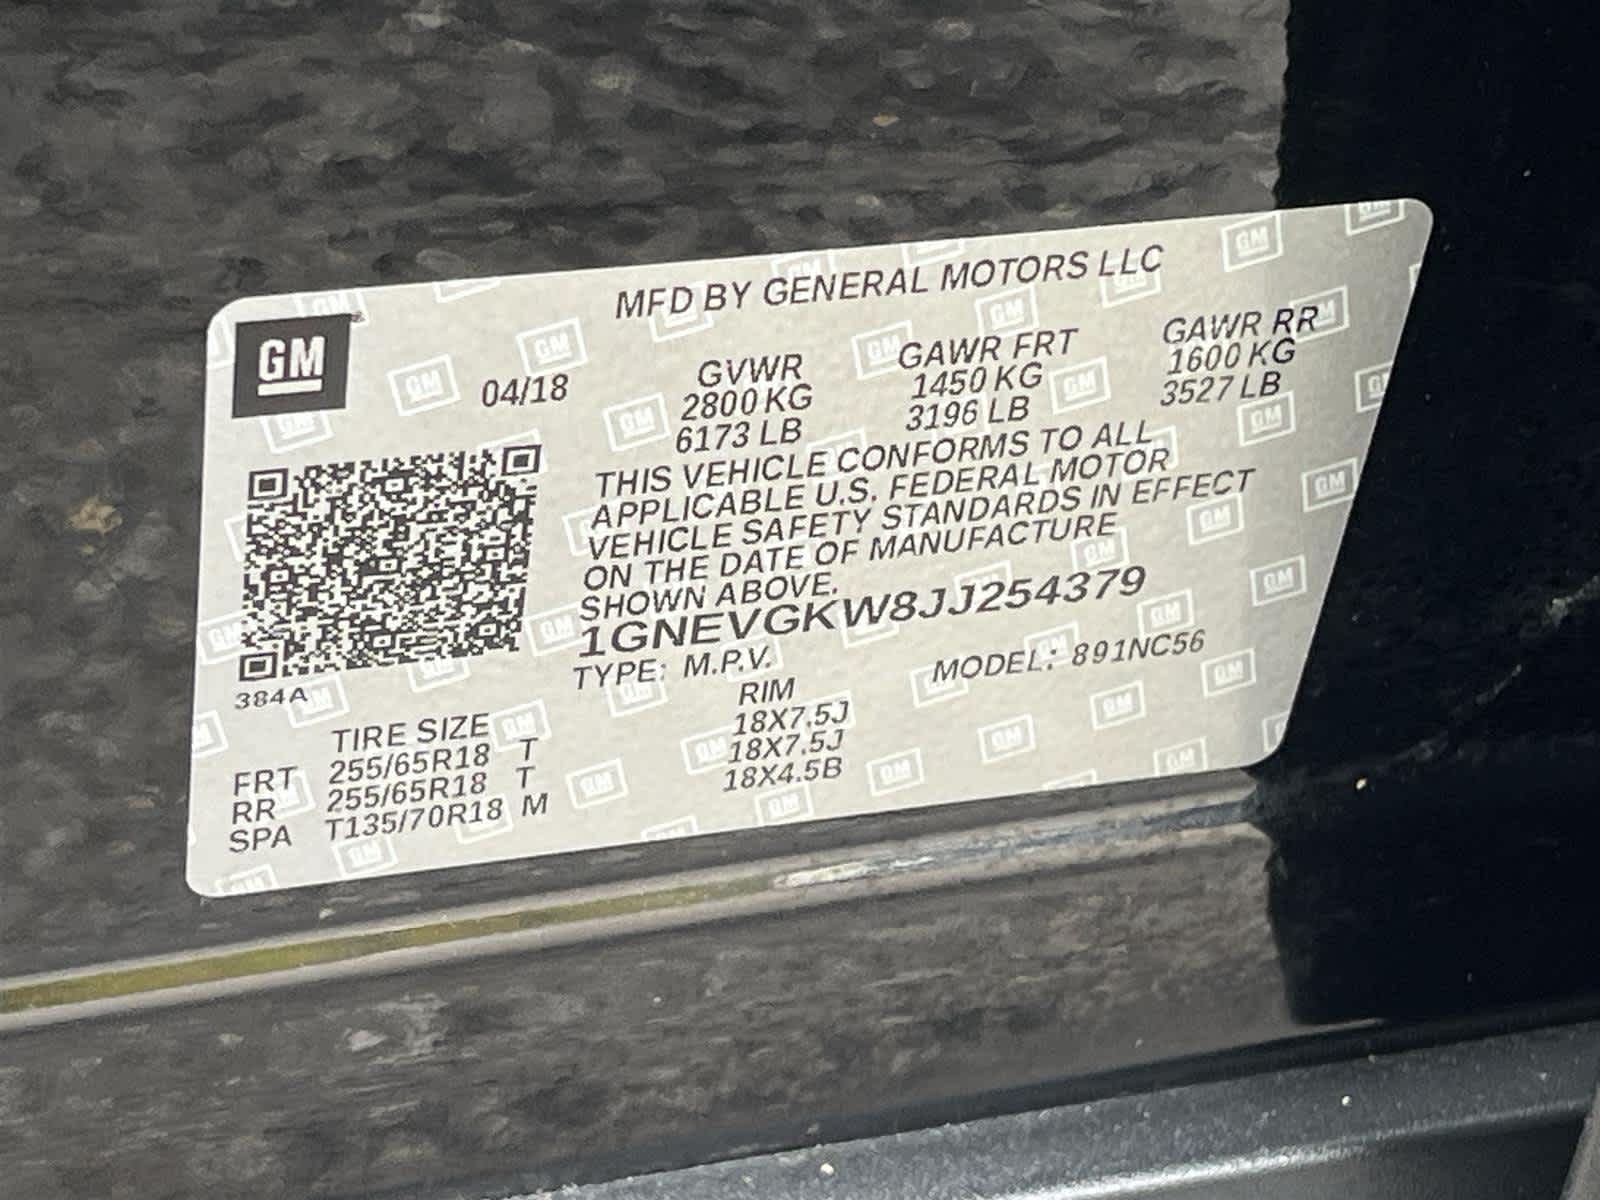 MFD BY GENERAL MOTORS LLC
GM
04/18
GVWR GAWR FRT GAWR RR
2800 KG 1450 KG 1600 KG
6173 LB 3196 LB 3527 LB
THIS VEHICLE CONFORMS TO ALL
APPLICABLE U.S. FEDERAL MOTOR
VEHICLE SAFETY STANDARDS IN EFFECT
ON THE DATE OF MANUFACTURE
SHOWN ABOVE.
1GNEVGKW8JJ254379
TYPE: M.P.V. MODEL: 891NC56
384A
TIRE SIZE RIM
FRT 255/65R18 T 18X7.5J
RR 255/65R18 T 18X7.5J
SPA T135/70R18 M 18X4.5B